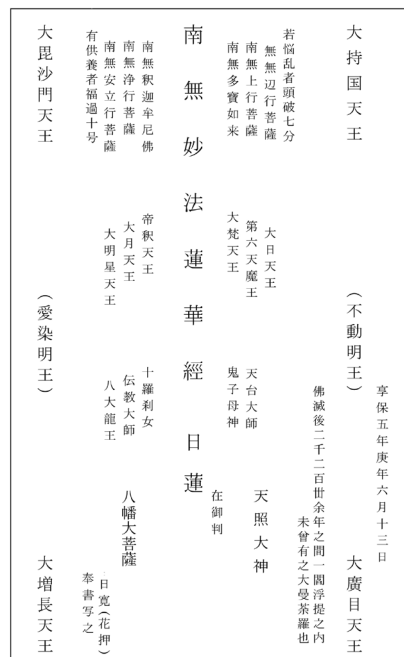 享保五年庚年六月十三日
大持国天王
(不動明王)
大廣目天王
佛滅後二千二百丗余年之間一閻浮提之内
未曾有之大曼荼羅也
若悩乱者頭破七分
無無辺行菩薩
南無上行菩薩
南無多寶如来
大日天王
第六天魔王
大梵天王
天台大師
鬼子母神
天照大神
在御判
南無妙法蓮華經 日蓮
南無釈迦牟尼佛
南無浄行菩薩
南無安立行菩薩
有供養者福過十号
帝釈天王
大月天王
大明星天王
十羅刹女
伝教大師
八大龍王
八幡大菩薩
日寛(花押)
奉書写之
大毘沙門天王
(愛染明王)
大増長天王